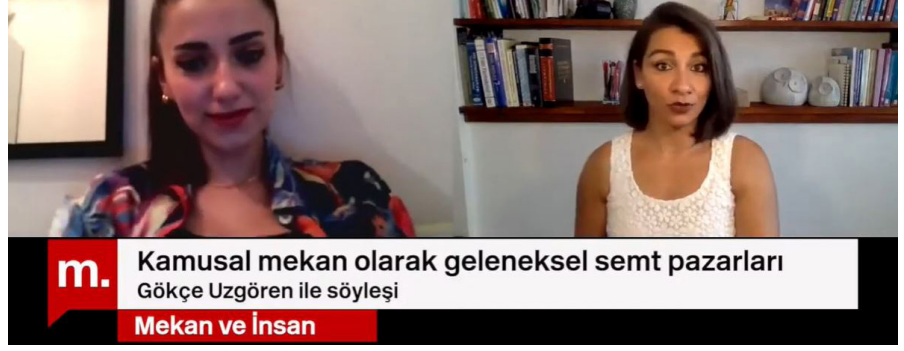 m.
Kamusal mekan olarak geleneksel semt pazarları
Gökçe Uzgören ile söyleşi
Mekan ve İnsan